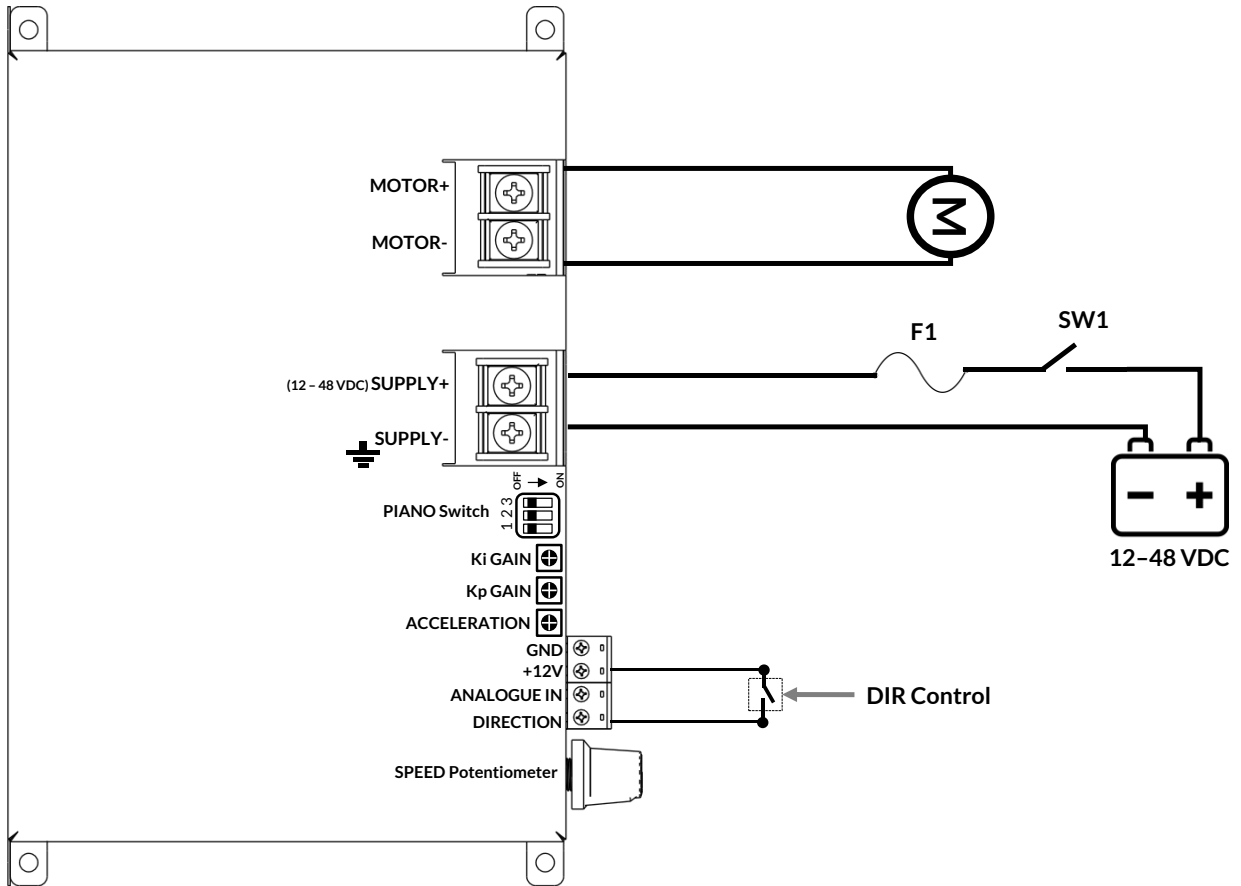 MOTOR+
MOTOR-
M
F1
SW1
(12 – 48 VDC) SUPPLY+
SUPPLY-
12–48 VDC
OFF
ON
PIANO Switch
1 2 3
Ki GAIN
Kp GAIN
ACCELERATION
GND
+12V
ANALOGUE IN
DIRECTION
DIR Control
SPEED Potentiometer